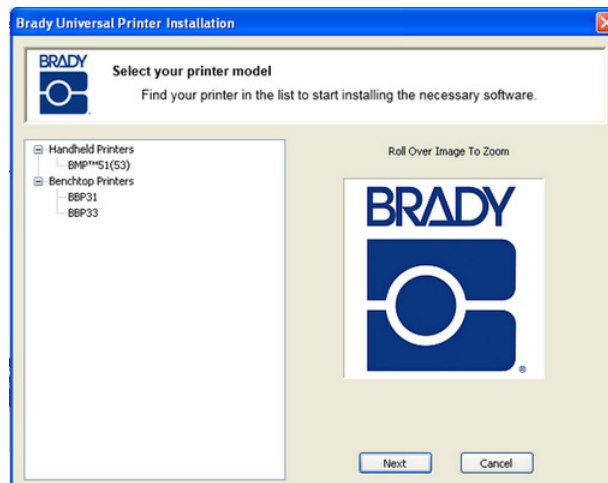 Brady Universal Printer Installation
BRADY
Select your printer model
Find your printer in the list to start installing the necessary software.
Handheld Printers
BMP™51(53)
Benchtop Printers
BBP31
BBP33
Roll Over Image To Zoom
BRADY
®
Next
Cancel